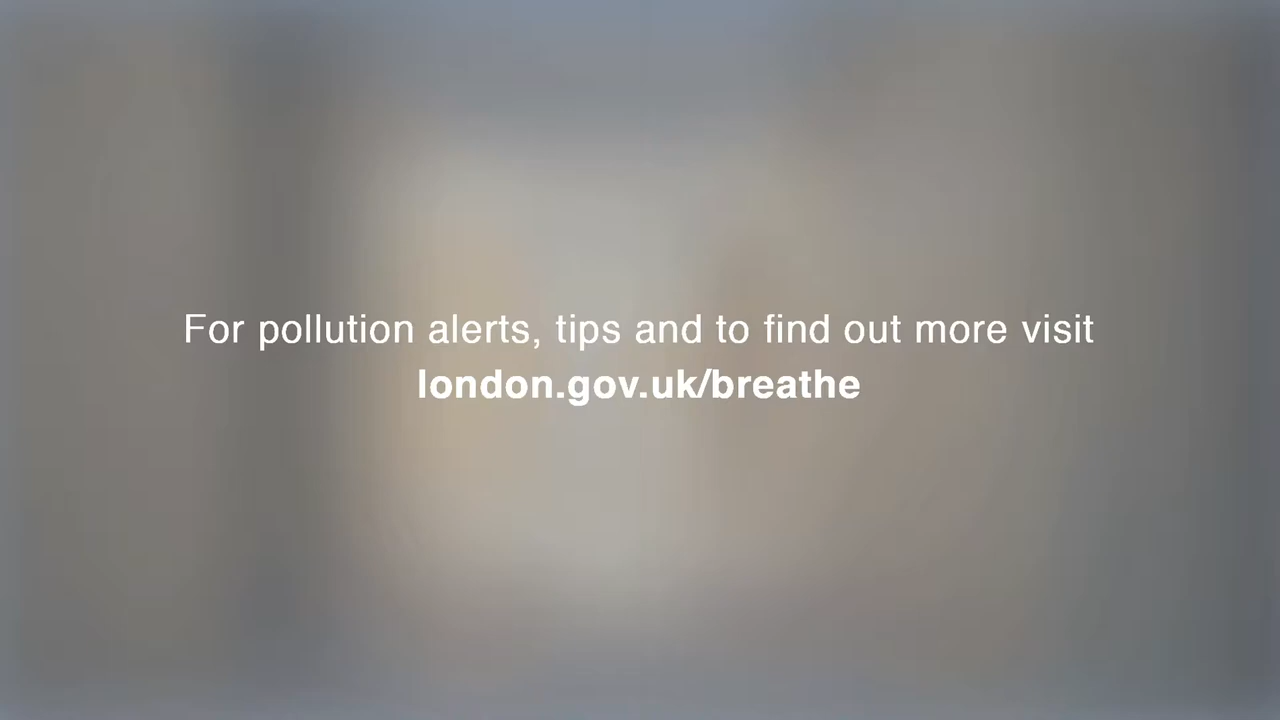 For pollution alerts, tips and to find out more visit
london.gov.uk/breathe